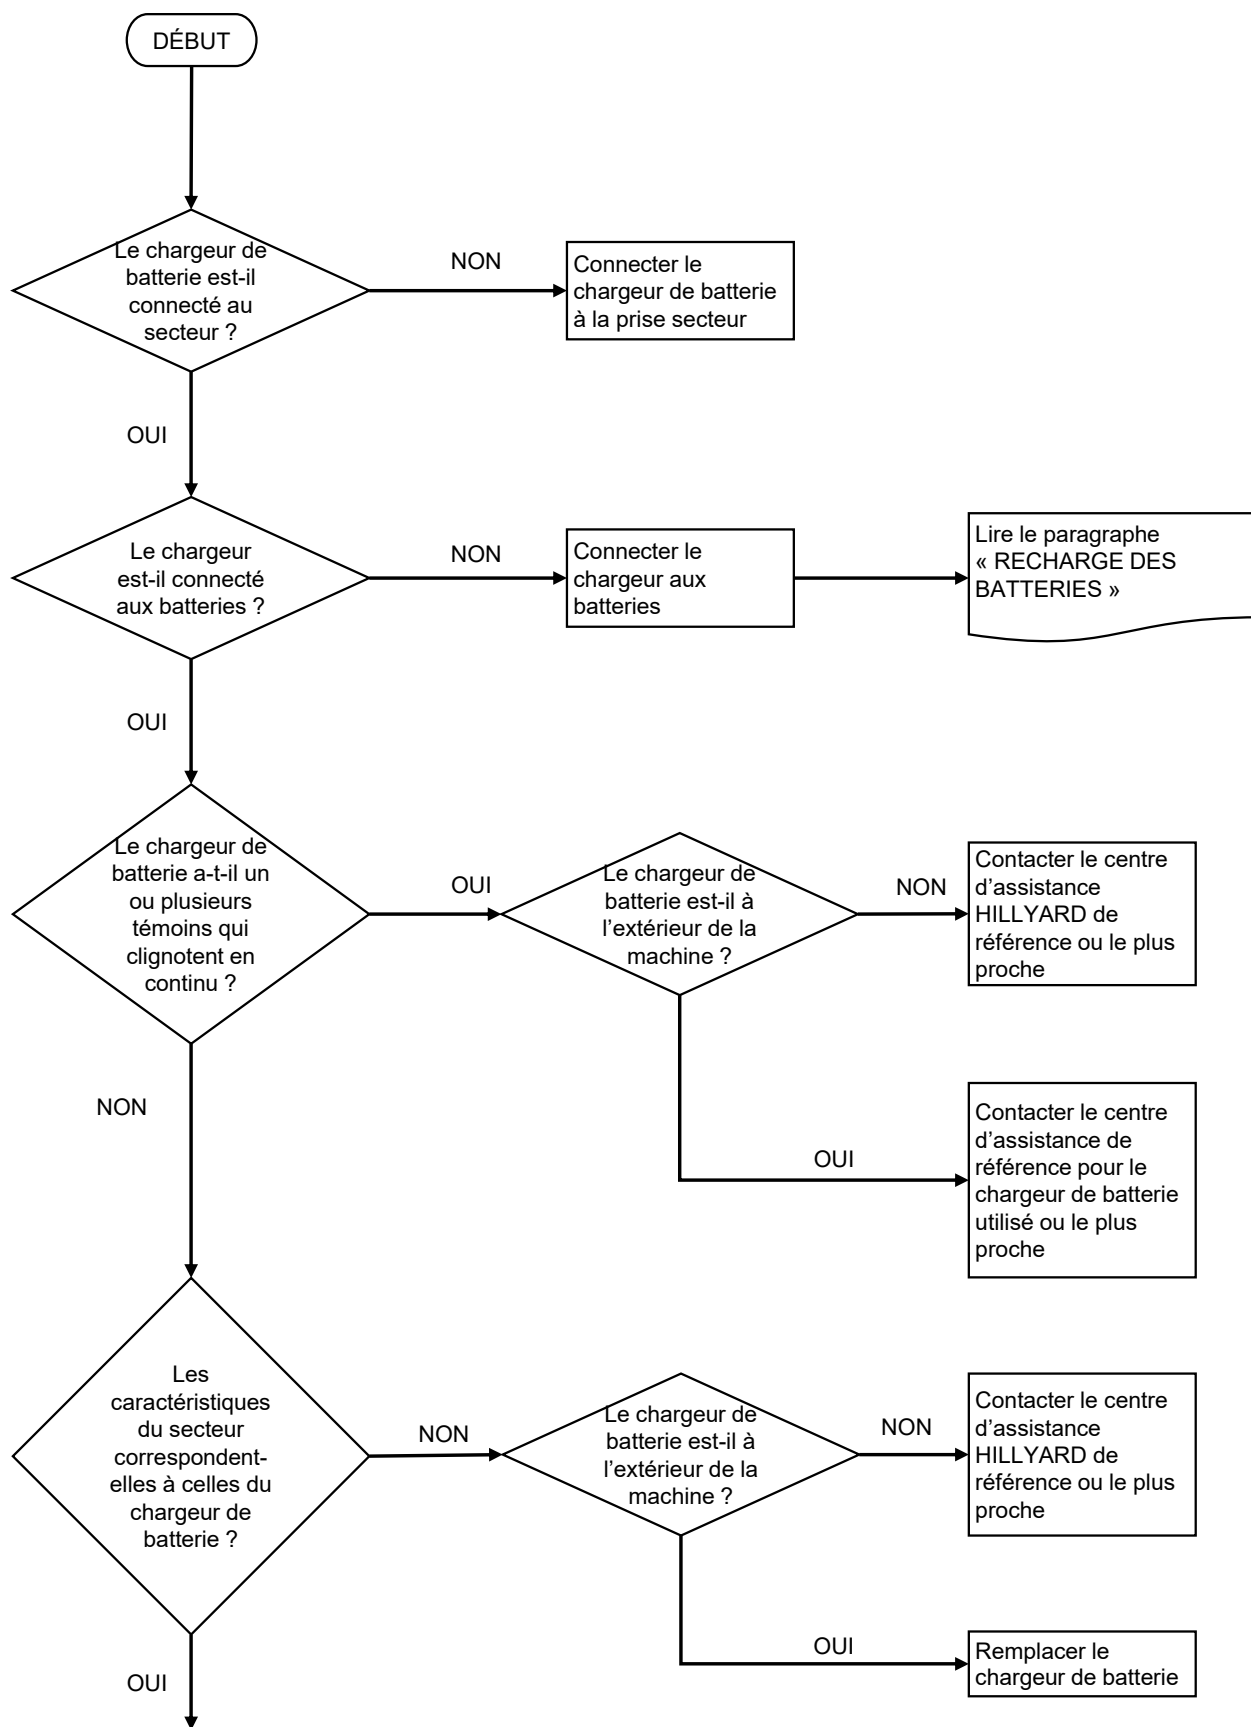 DÉBUT
Le chargeur de
batterie est-il
connecté au
secteur ?
NON
Connecter le
chargeur de batterie
à la prise secteur
OUI
Le chargeur
est-il connecté
aux batteries ?
NON
Connecter le
chargeur aux
batteries
Lire le paragraphe
« RECHARGE DES
BATTERIES »
OUI
Le chargeur de
batterie a-t-il un
ou plusieurs
témoins qui
clignotent en
continu ?
OUI
Le chargeur de
batterie est-il à
l’extérieur de la
machine ?
NON
Contacter le centre
d’assistance
HILLYARD de
référence ou le plus
proche
OUI
Contacter le centre
d’assistance de
référence pour le
chargeur de batterie
utilisé ou le plus
proche
NON
Les
caractéristiques
du secteur
correspondent-
elles à celles du
chargeur de
batterie ?
NON
Le chargeur de
batterie est-il à
l’extérieur de la
machine ?
NON
Contacter le centre
d’assistance
HILLYARD de
référence ou le plus
proche
OUI
Remplacer le
chargeur de batterie
OUI